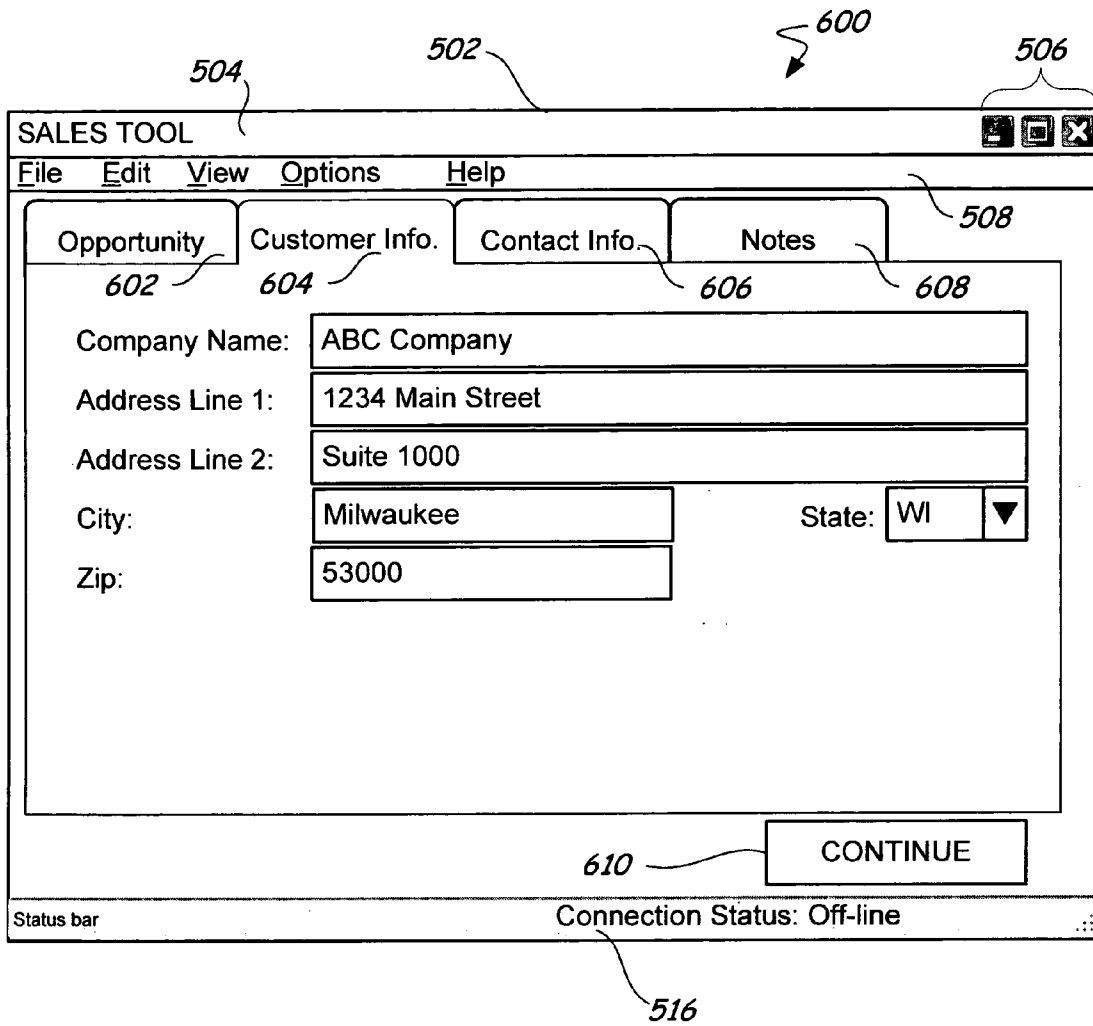 600
502
506
504
SALES TOOL
File Edit View Options Help
508
Opportunity Customer Info. Contact Info. Notes
602 604 606 608
Company Name: ABC Company
Address Line 1: 1234 Main Street
Address Line 2: Suite 1000
City: Milwaukee State: WI
Zip: 53000
610 CONTINUE
Status bar Connection Status: Off-line
516